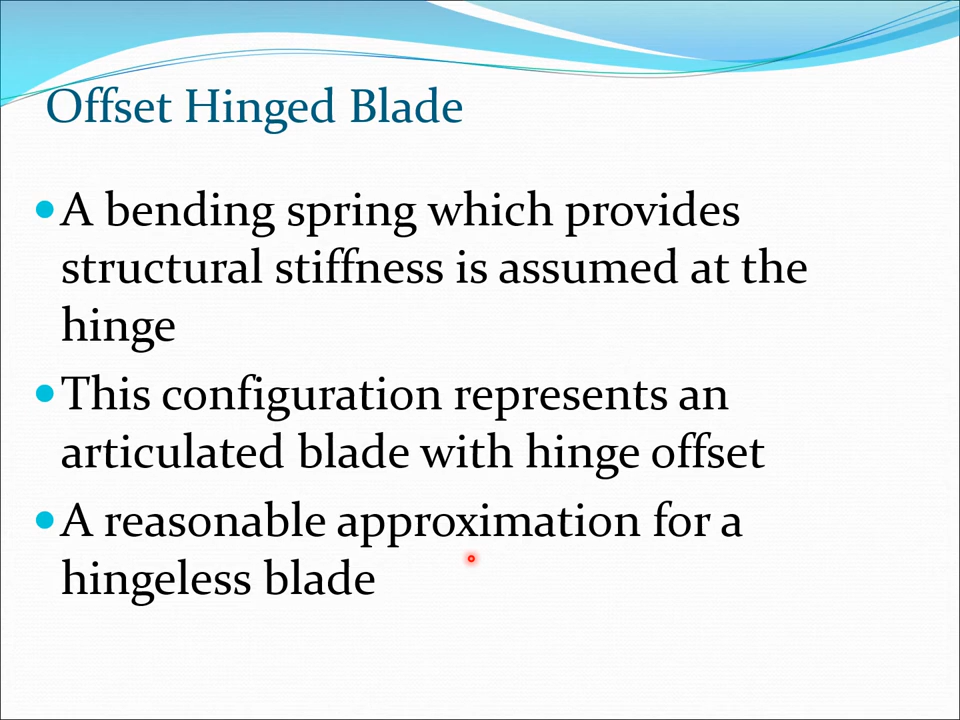 Offset Hinged Blade
A bending spring which provides
structural stiffness is assumed at the
hinge
This configuration represents an
articulated blade with hinge offset
A reasonable approximation for a
hingeless blade